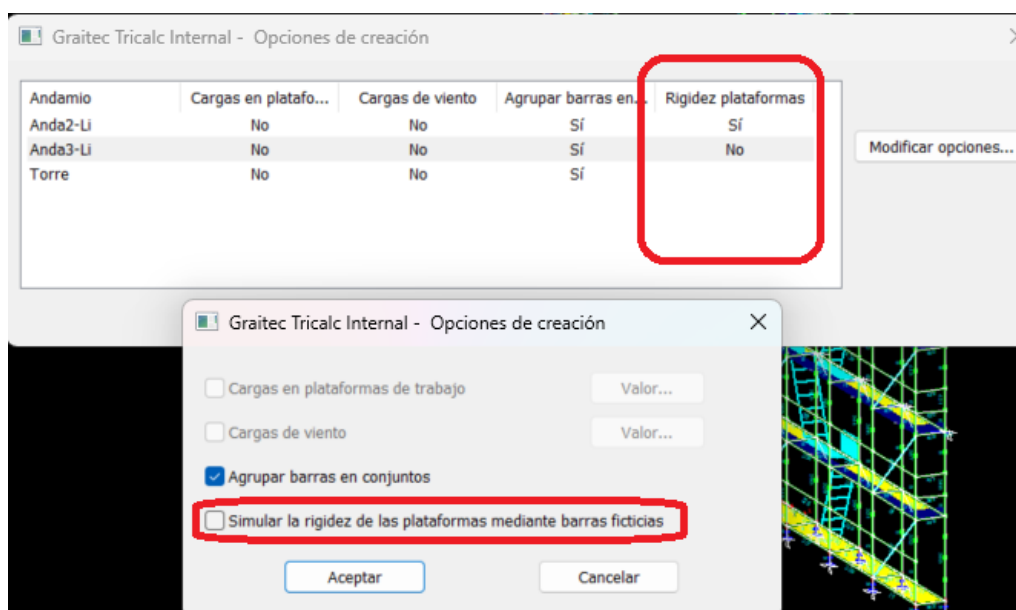 Graitec Tricalc Internal - Opciones de creación
Andamio Cargas en platafo... Cargas de viento Agrupar barras en... Rigidez plataformas
Anda2-Li No No Sí Sí
Anda3-Li No No Sí No
Torre No No Sí
Modificar opciones...
Graitec Tricalc Internal - Opciones de creación
Cargas en plataformas de trabajo Valor...
Cargas de viento Valor...
Agrupar barras en conjuntos
Simular la rigidez de las plataformas mediante barras ficticias
Aceptar Cancelar